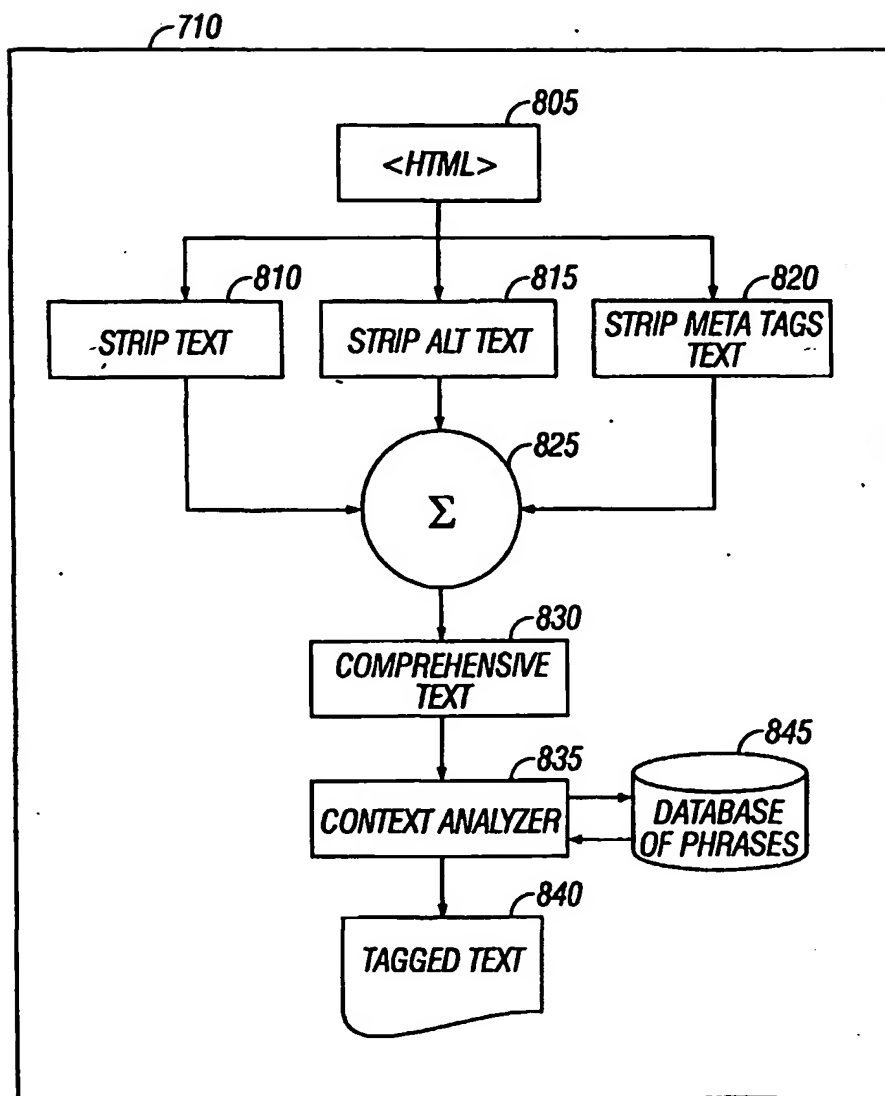 710
805
<HTML>
810
815
820
STRIP TEXT
STRIP ALT TEXT
STRIP META TAGS
TEXT
825
Σ
830
COMPREHENSIVE
TEXT
835
845
CONTEXT ANALYZER
DATABASE
OF PHRASES
840
TAGGED TEXT